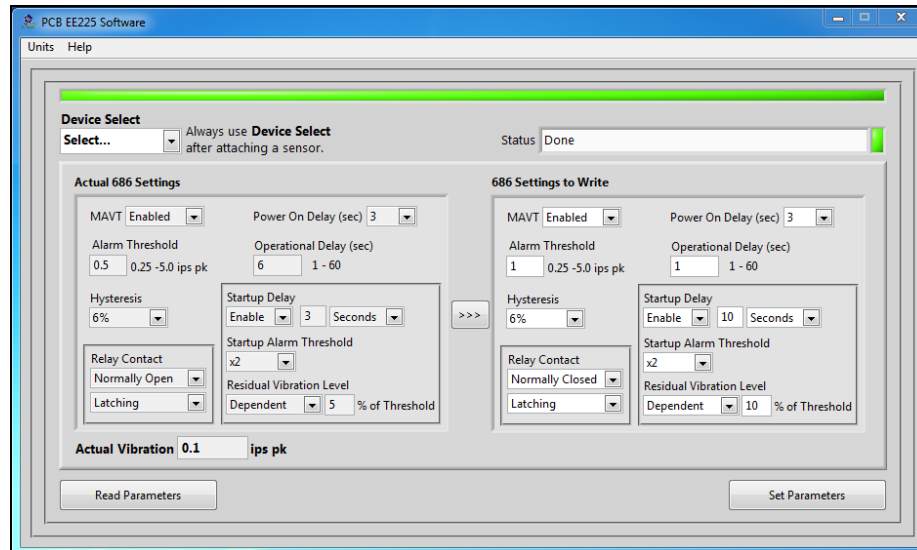 PCB EE225 Software
Units Help
Device Select
Select...
Always use Device Select
after attaching a sensor.
Status Done
Actual 686 Settings
MAVT Enabled Power On Delay (sec) 3
Alarm Threshold Operational Delay (sec)
0.5 0.25 -5.0 ips pk 6 1 - 60
Hysteresis
6%
Startup Delay
Enable 3 Seconds
Startup Alarm Threshold
x2
Residual Vibration Level
Dependent 5 % of Threshold
Relay Contact
Normally Open
Latching
Actual Vibration 0.1 ips pk
>>>
686 Settings to Write
MAVT Enabled Power On Delay (sec) 3
Alarm Threshold Operational Delay (sec)
1 0.25 -5.0 ips pk 1 1 - 60
Hysteresis
6%
Startup Delay
Enable 10 Seconds
Startup Alarm Threshold
x2
Residual Vibration Level
Dependent 10 % of Threshold
Relay Contact
Normally Closed
Latching
Read Parameters
Set Parameters